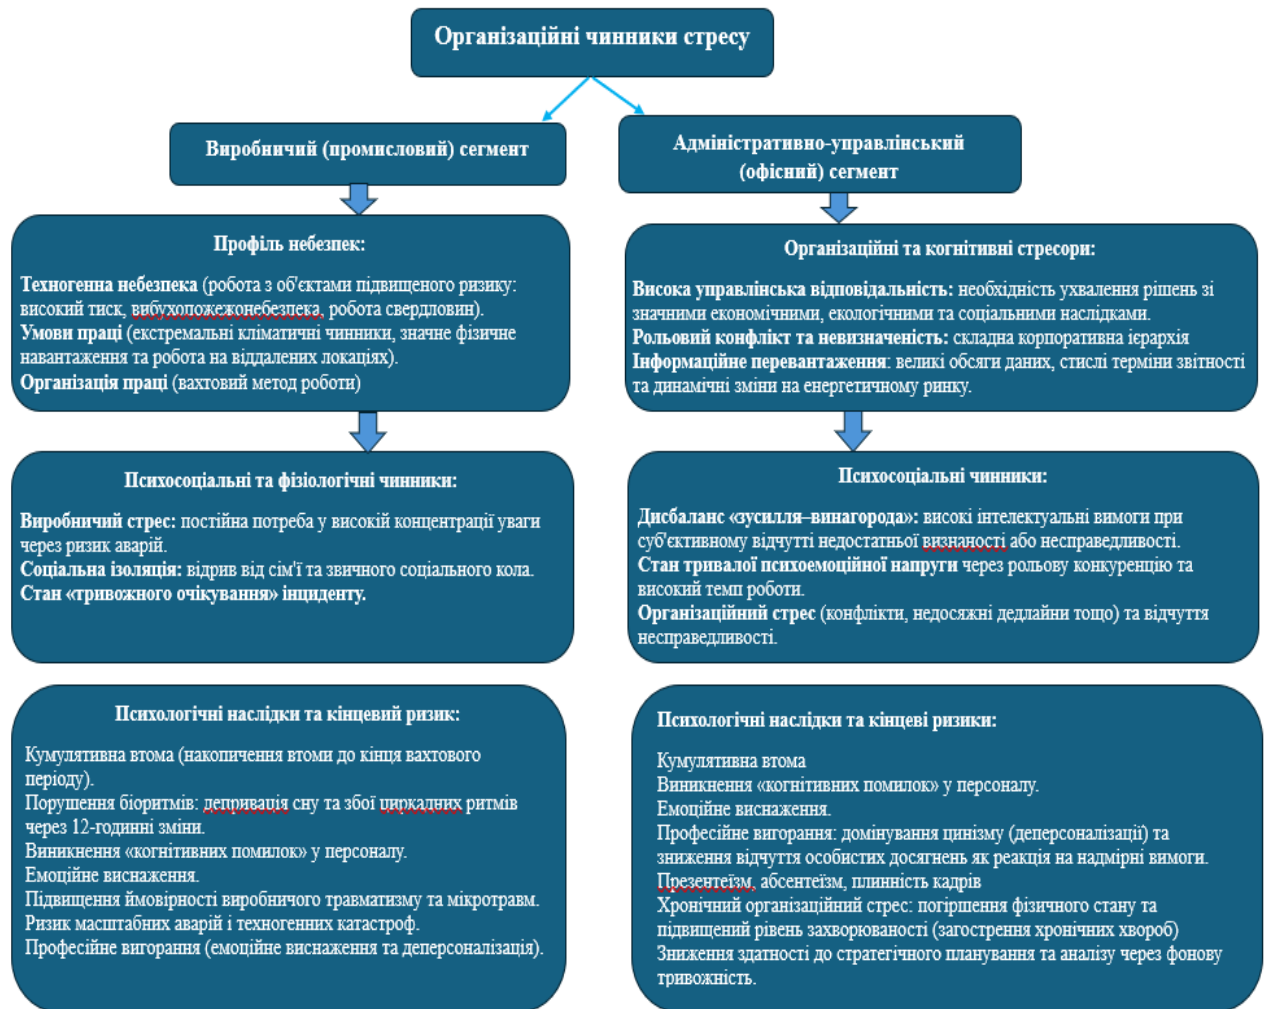 Організаційні чинники стресу
Виробничий (промисловий) сегмент
Адміністративно-управлінський
(офісний) сегмент
Профіль небезпек:
Техногенна небезпека (робота з об'єктами підвищеного ризику:
високий тиск, вибухопожежонебезпека, робота свердловин).
Умови праці (екстремальні кліматичні чинники, значне фізичне
навантаження та робота на віддалених локаціях).
Організація праці (вахтовий метод роботи)
Організаційні та когнітивні стресори:
Висока управлінська відповідальність: необхідність ухвалення рішень зі
значними економічними, екологічними та соціальними наслідками.
Рольовий конфлікт та невизначеність: складна корпоративна ієрархія
Інформаційне перевантаження: великі обсяги даних, стислі терміни звітності
та динамічні зміни на енергетичному ринку.
Психосоціальні та фізіологічні чинники:
Виробничий стрес: постійна потреба у високій концентрації уваги
через ризик аварій.
Соціальна ізоляція: відрив від сім'ї та звичного соціального кола.
Стан «тривожного очікування» інциденту.
Психосоціальні чинники:
Дисбаланс «зусилля–винагорода»: високі інтелектуальні вимоги при
суб'єктивному відчутті недостатньої визнаності або несправедливості.
Стан тривалої психоемоційної напруги через рольову конкуренцію та
високий темп роботи.
Організаційний стрес (конфлікти, недосяжні дедлайни тощо) та відчуття
несправедливості.
Психологічні наслідки та кінцевий ризик:
Кумулятивна втома (накопичення втоми до кінця вахтового
періоду).
Порушення біоритмів: депривація сну та збої циркадних ритмів
через 12-годинні зміни.
Виникнення «когнітивних помилок» у персоналу.
Емоційне виснаження.
Підвищення ймовірності виробничого травматизму та мікротравм.
Ризик масштабних аварій і техногенних катастроф.
Професійне вигорання (емоційне виснаження та деперсоналізація).
Психологічні наслідки та кінцеві ризики:
Кумулятивна втома
Виникнення «когнітивних помилок» у персоналу.
Емоційне виснаження.
Професійне вигорання: домінування цинізму (деперсоналізації) та
зниження відчуття особистих досягнень як реакція на надмірні вимоги.
Презентеїзм, абсентеїзм, плинність кадрів
Хронічний організаційний стрес: погіршення фізичного стану та
підвищений рівень захворюваності (загострення хронічних хвороб)
Зниження здатності до стратегічного планування та аналізу через фонову
тривожність.